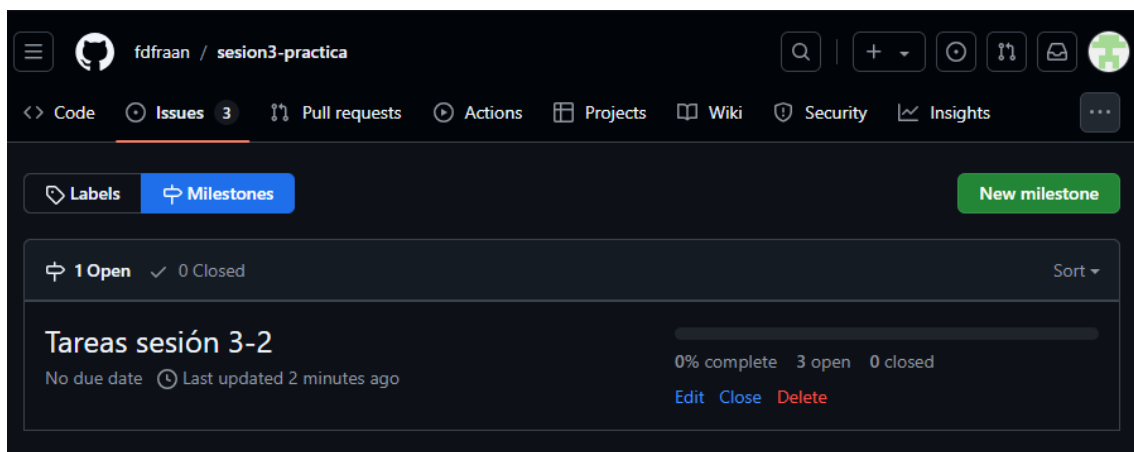 fdfraan / sesion3-practica
Code Issues 3 Pull requests Actions Projects Wiki Security Insights
Labels Milestones New milestone
1 Open 0 Closed Sort
Tareas sesión 3-2
No due date Last updated 2 minutes ago
0% complete 3 open 0 closed
Edit Close Delete